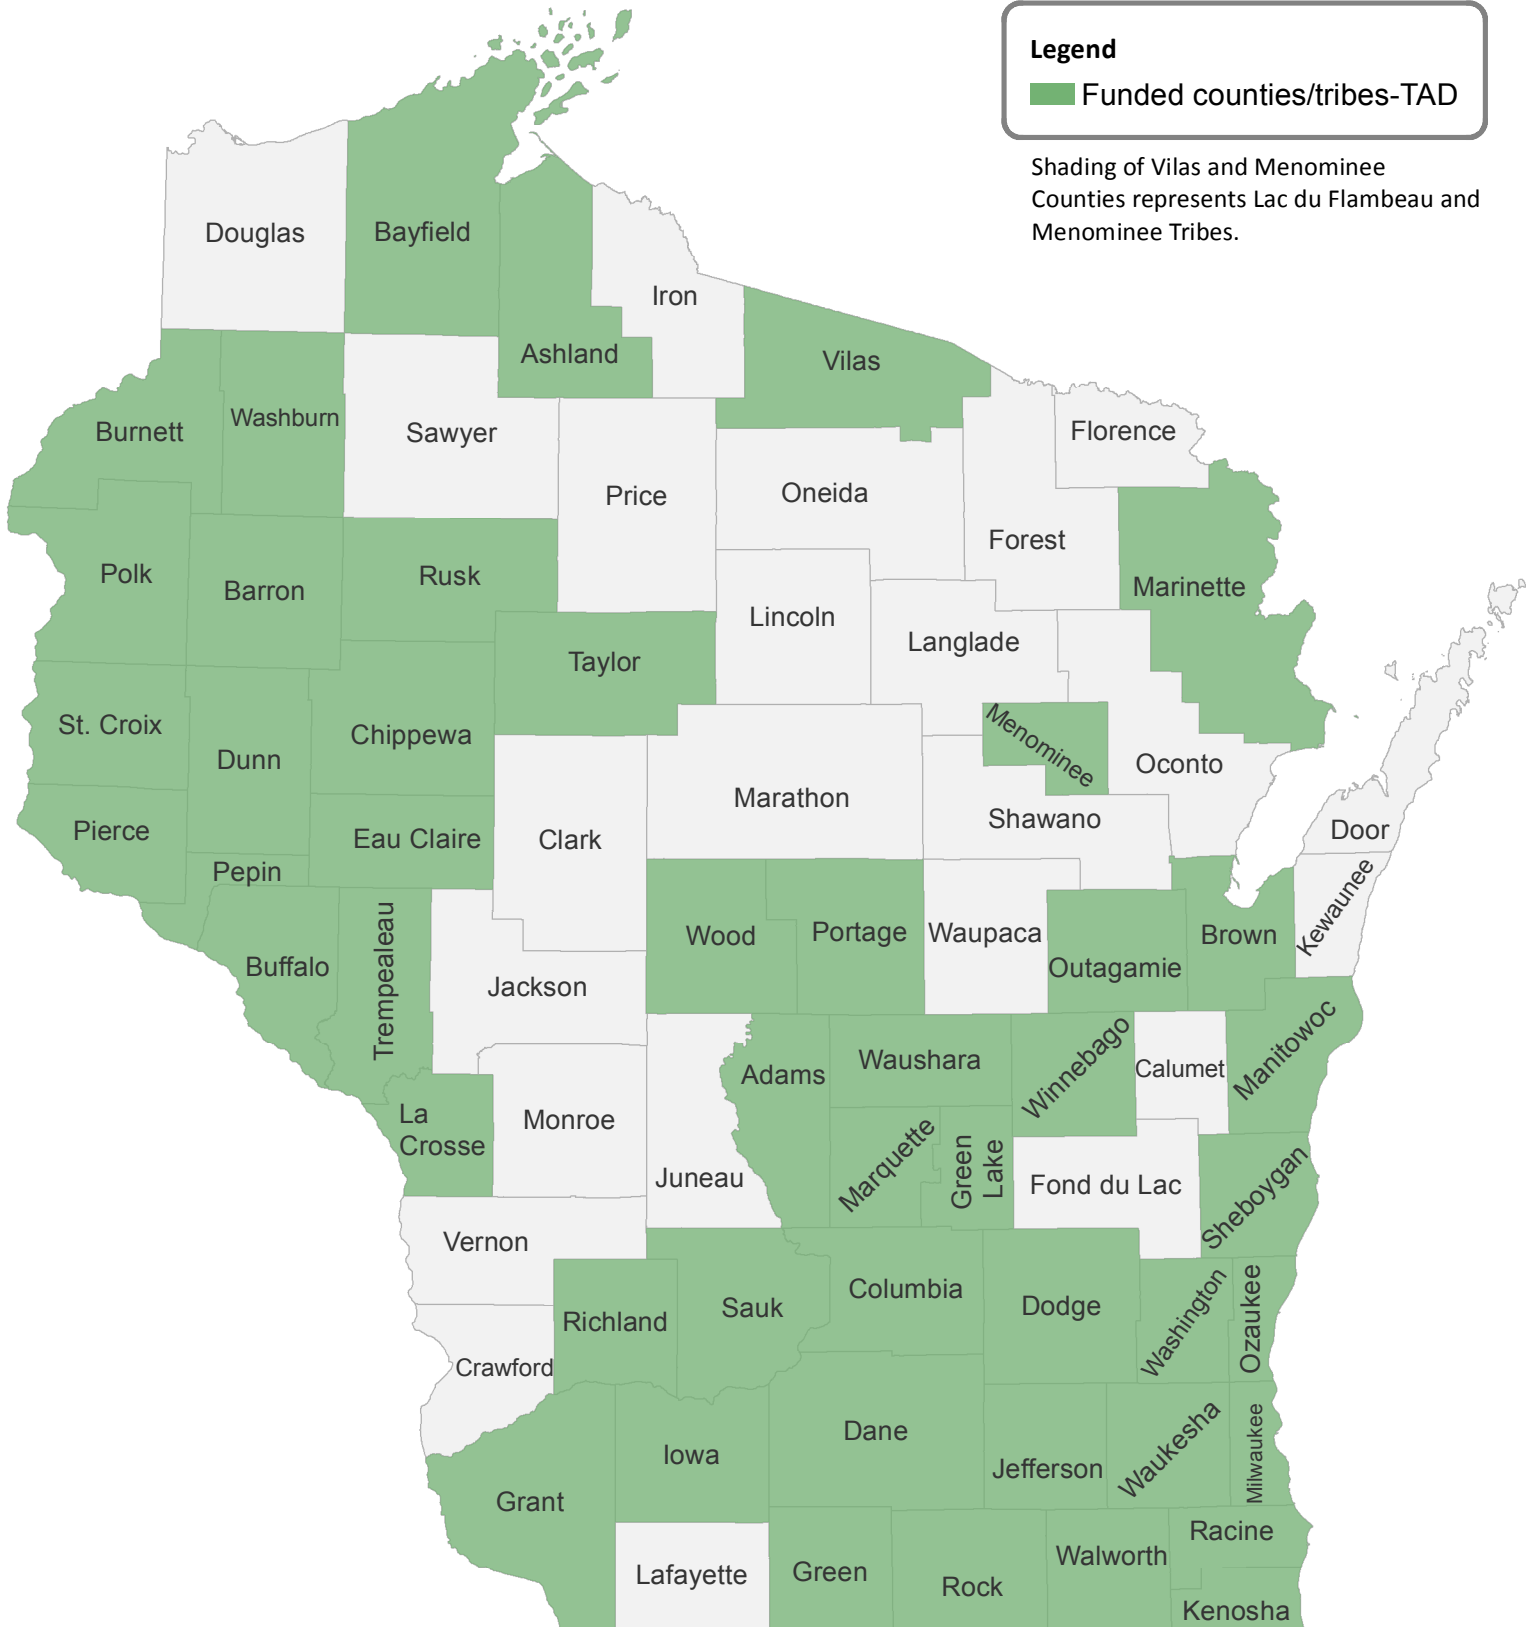 Legend
Funded counties/tribes-TAD
Shading of Vilas and Menominee
Counties represents Lac du Flambeau and
Menominee Tribes.
Douglas
Bayfield
Iron
Ashland
Vilas
Burnett
Washburn
Sawyer
Florence
Price
Oneida
Forest
Polk
Barron
Rusk
Marinette
Lincoln
Langlade
Taylor
St. Croix
Chippewa
Dunn
Menominee
Oconto
Marathon
Shawano
Pierce
Eau Claire
Clark
Door
Pepin
Kewaunee
Wood
Portage
Waupaca
Brown
Outagamie
Buffalo
Trempealeau
Jackson
Adams
Waushara
Winnebago
Calumet
Manitowoc
La
Crosse
Monroe
Juneau
Marquette
Green
Lake
Fond du Lac
Sheboygan
Vernon
Richland
Sauk
Columbia
Dodge
Washington
Ozaukee
Crawford
Dane
Iowa
Jefferson
Waukesha
Milwaukee
Grant
Racine
Walworth
Lafayette
Green
Rock
Kenosha